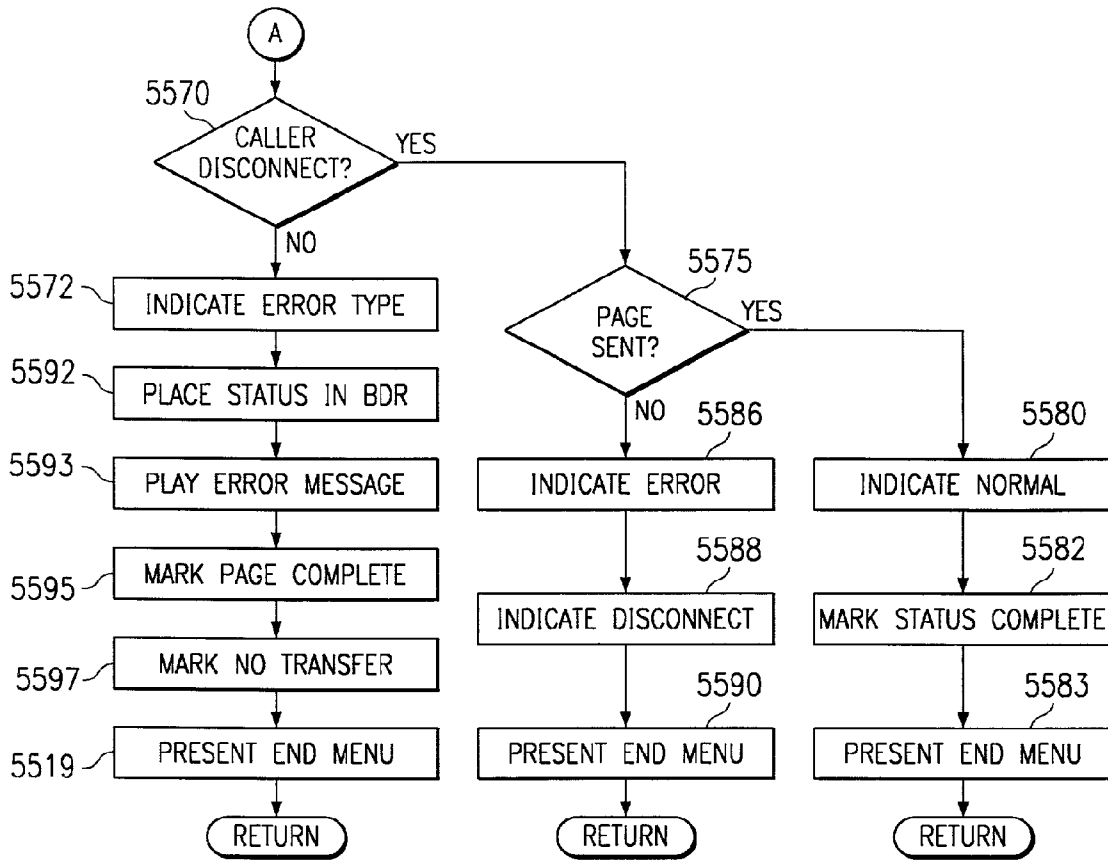 A
5570
CALLER
DISCONNECT?
YES
NO
5572
INDICATE ERROR TYPE
5592
PLACE STATUS IN BDR
5593
PLAY ERROR MESSAGE
5595
MARK PAGE COMPLETE
5597
MARK NO TRANSFER
5519
PRESENT END MENU
RETURN
5575
PAGE
SENT?
YES
NO
5586
INDICATE ERROR
5588
INDICATE DISCONNECT
5590
PRESENT END MENU
RETURN
5580
INDICATE NORMAL
5582
MARK STATUS COMPLETE
5583
PRESENT END MENU
RETURN